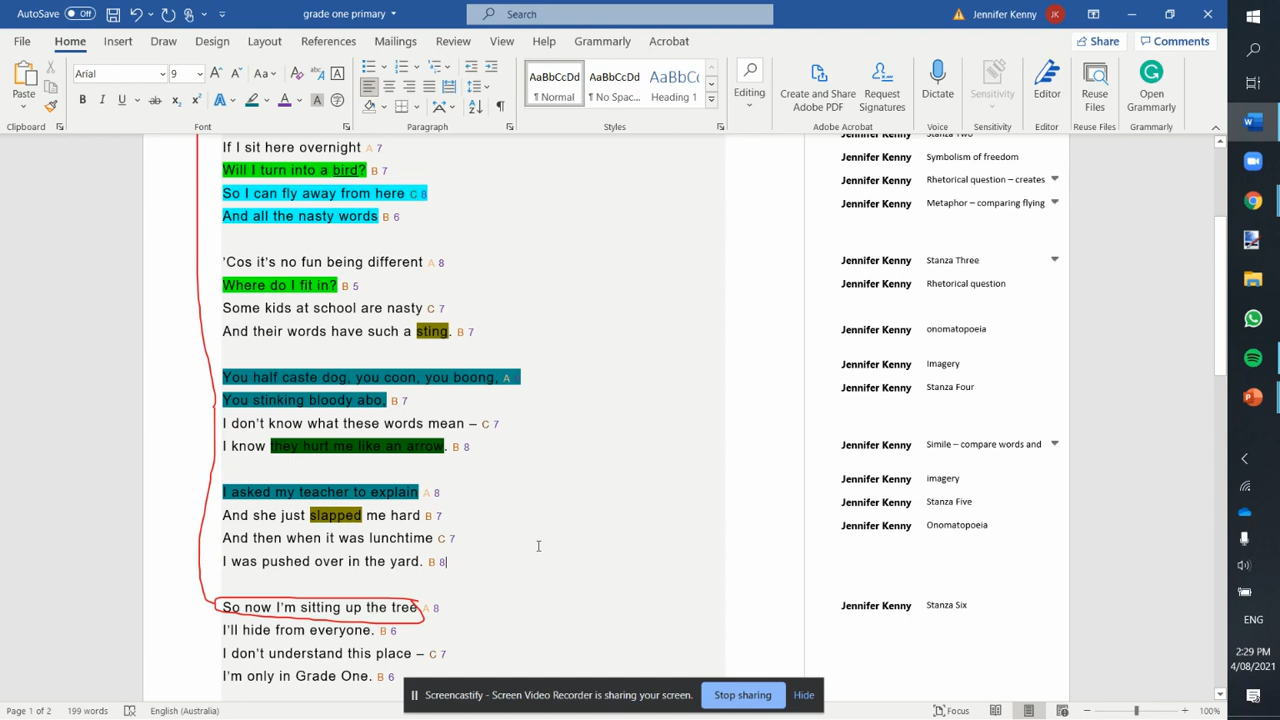 AutoSave Off
grade one primary
Search
Jennifer Kenny JK
File Home Insert Draw Design Layout References Mailings Review View Help Grammarly Acrobat
Share Comments
Paste
Clipboard
Arial 9
Font
Paragraph
AaBbCcDd AaBbCcDd AaBbC
¶ Normal ¶ No Spac... Heading 1
Styles
Editing
Create and Share Adobe PDF
Request Signatures
Adobe Acrobat
Dictate
Voice
Sensitivity
Sensitivity
Editor
Editor
Reuse Files
Reuse Files
Open Grammarly
Grammarly
If I sit here overnight A 7
Will I turn into a bird? B 7
So I can fly away from here C 8
And all the nasty words B 6
'Cos it's no fun being different A 8
Where do I fit in? B 5
Some kids at school are nasty C 7
And their words have such a sting. B 7
You half caste dog, you coon, you boong, A
You stinking bloody abo, B 7
I don't know what these words mean – C 7
I know they hurt me like an arrow. B 8
I asked my teacher to explain A 8
And she just slapped me hard B 7
And then when it was lunchtime C 7
I was pushed over in the yard. B 8
So now I'm sitting up the tree A 8
I'll hide from everyone. B 6
I don't understand this place – C 7
I'm only in Grade One. B 6
Jennifer Kenny Stanza Two
Jennifer Kenny Symbolism of freedom
Jennifer Kenny Rhetorical question – creates
Jennifer Kenny Metaphor – comparing flying
Jennifer Kenny Stanza Three
Jennifer Kenny Rhetorical question
Jennifer Kenny onomatopoeia
Jennifer Kenny Imagery
Jennifer Kenny Stanza Four
Jennifer Kenny Simile – compare words and
Jennifer Kenny imagery
Jennifer Kenny Stanza Five
Jennifer Kenny Onomatopoeia
Jennifer Kenny Stanza Six
Screencastify - Screen Video Recorder is sharing your screen. Stop sharing Hide
Page 1 of 2 199 words English (Australia)
Focus
100%
ENG
2:29 PM
4/08/2021